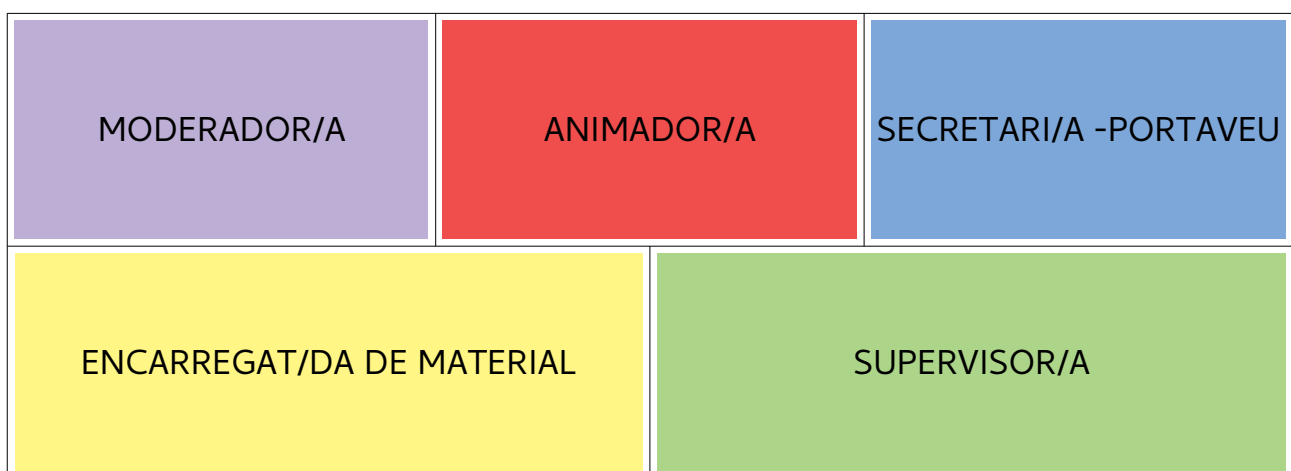 MODERADOR/A
ANIMADOR/A
SECRETARI/A -PORTAVEU
ENCARREGAT/DA DE MATERIAL
SUPERVISOR/A